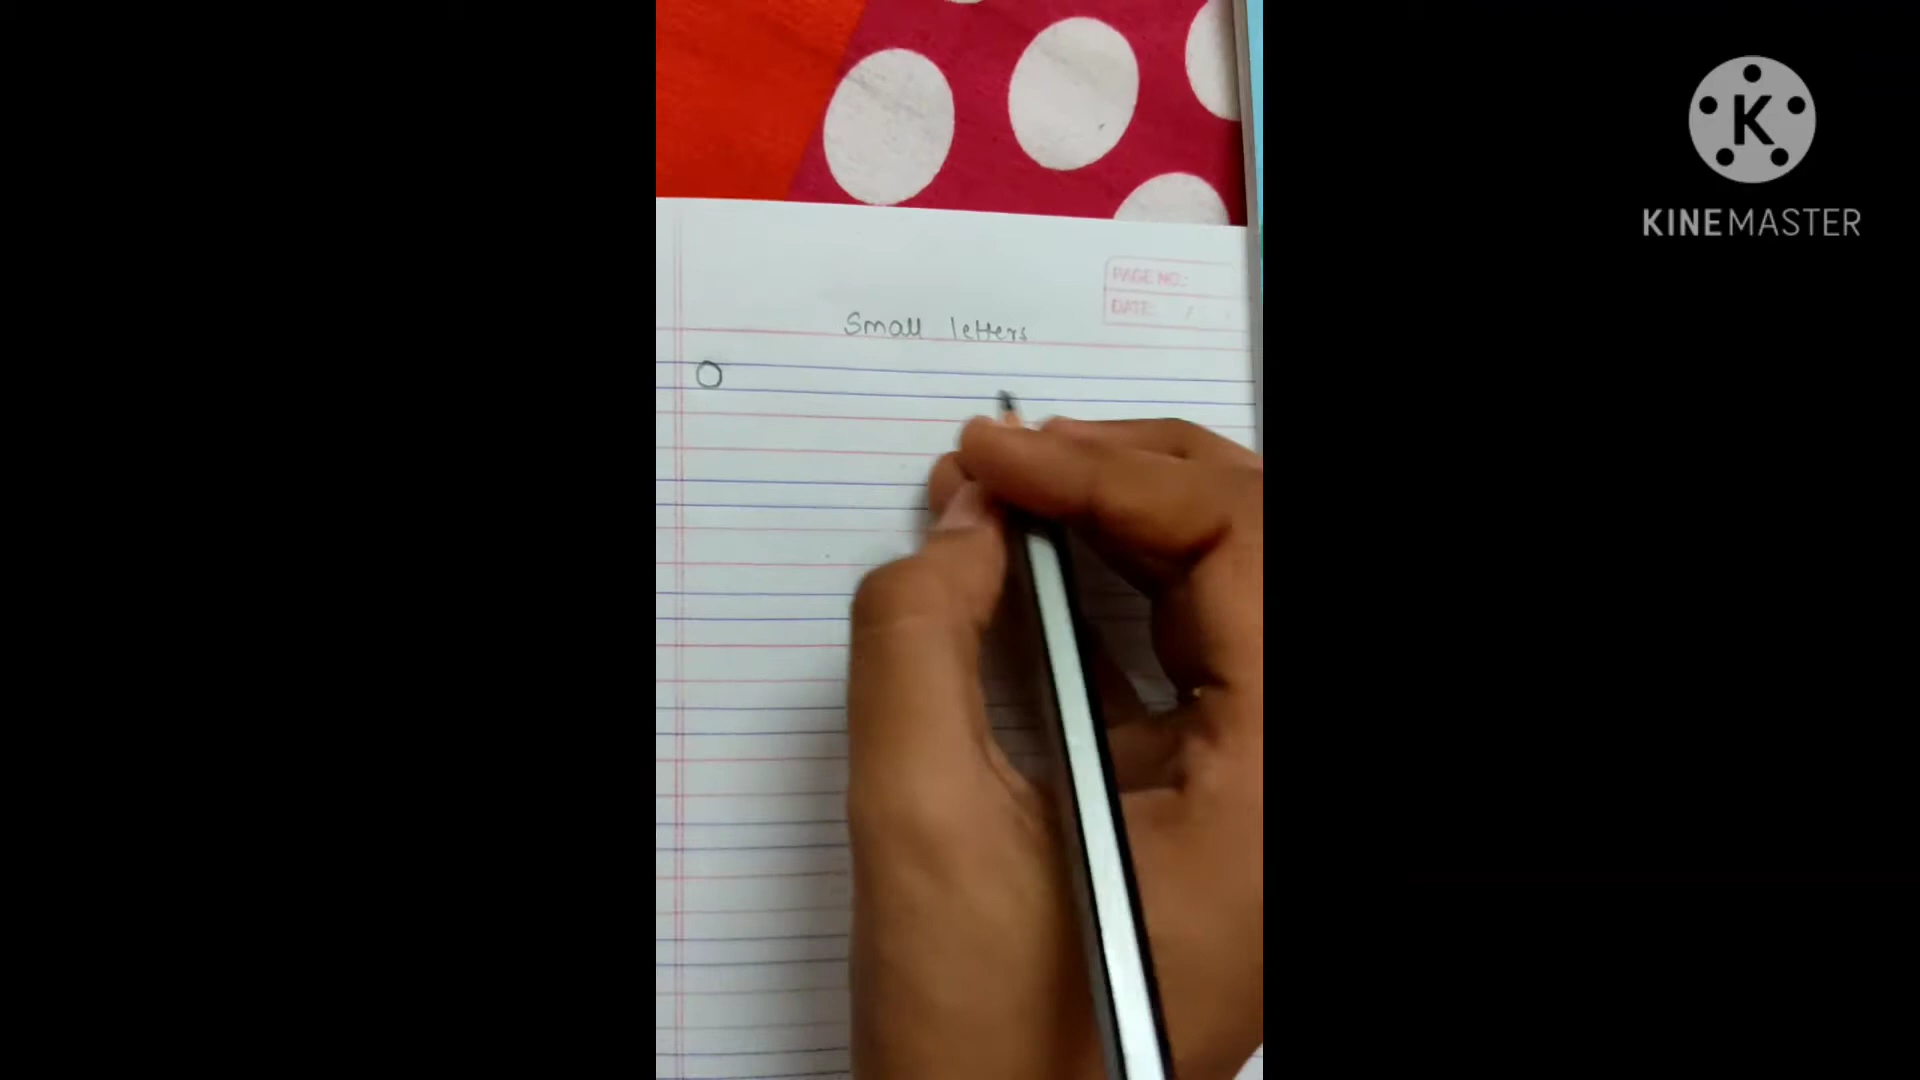 K
KINEMASTER
PAGE NO.:
DATE: / /
Small letters
O